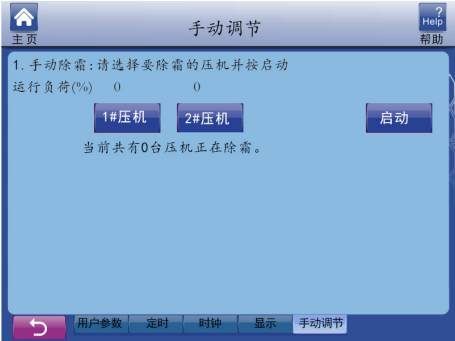 主页
手动调节
?
Help
帮助
1. 手动除霜:请选择要除霜的压机并按启动
运行负荷(%) 0 0
1#压机 2#压机 启动
当前共有0台压机正在除霜。
用户参数 定时 时钟 显示 手动调节